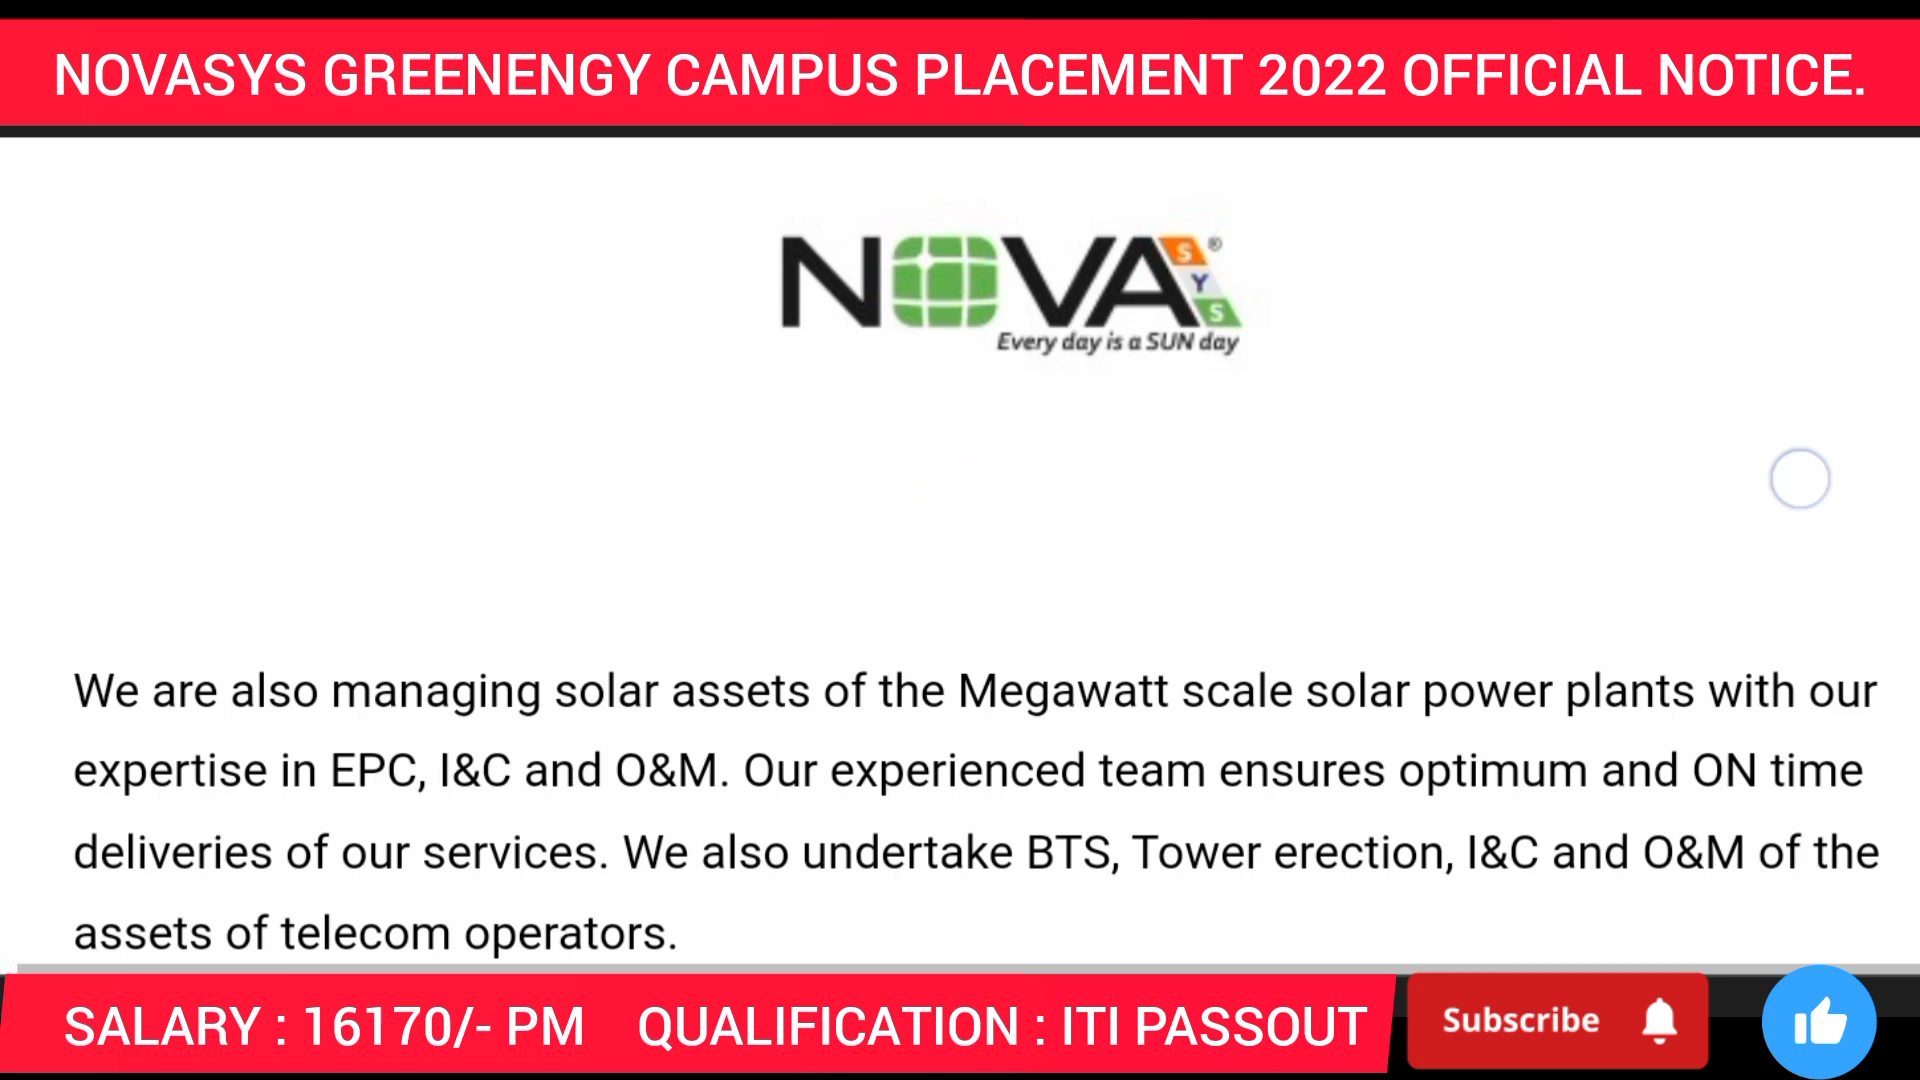 NOVASYS GREENENGY CAMPUS PLACEMENT 2022 OFFICIAL NOTICE.
NOVA SYS ®
Every day is a SUN day
We are also managing solar assets of the Megawatt scale solar power plants with our
expertise in EPC, I&C and O&M. Our experienced team ensures optimum and ON time
deliveries of our services. We also undertake BTS, Tower erection, I&C and O&M of the
assets of telecom operators.
SALARY : 16170/- PM QUALIFICATION : ITI PASSOUT Subscribe